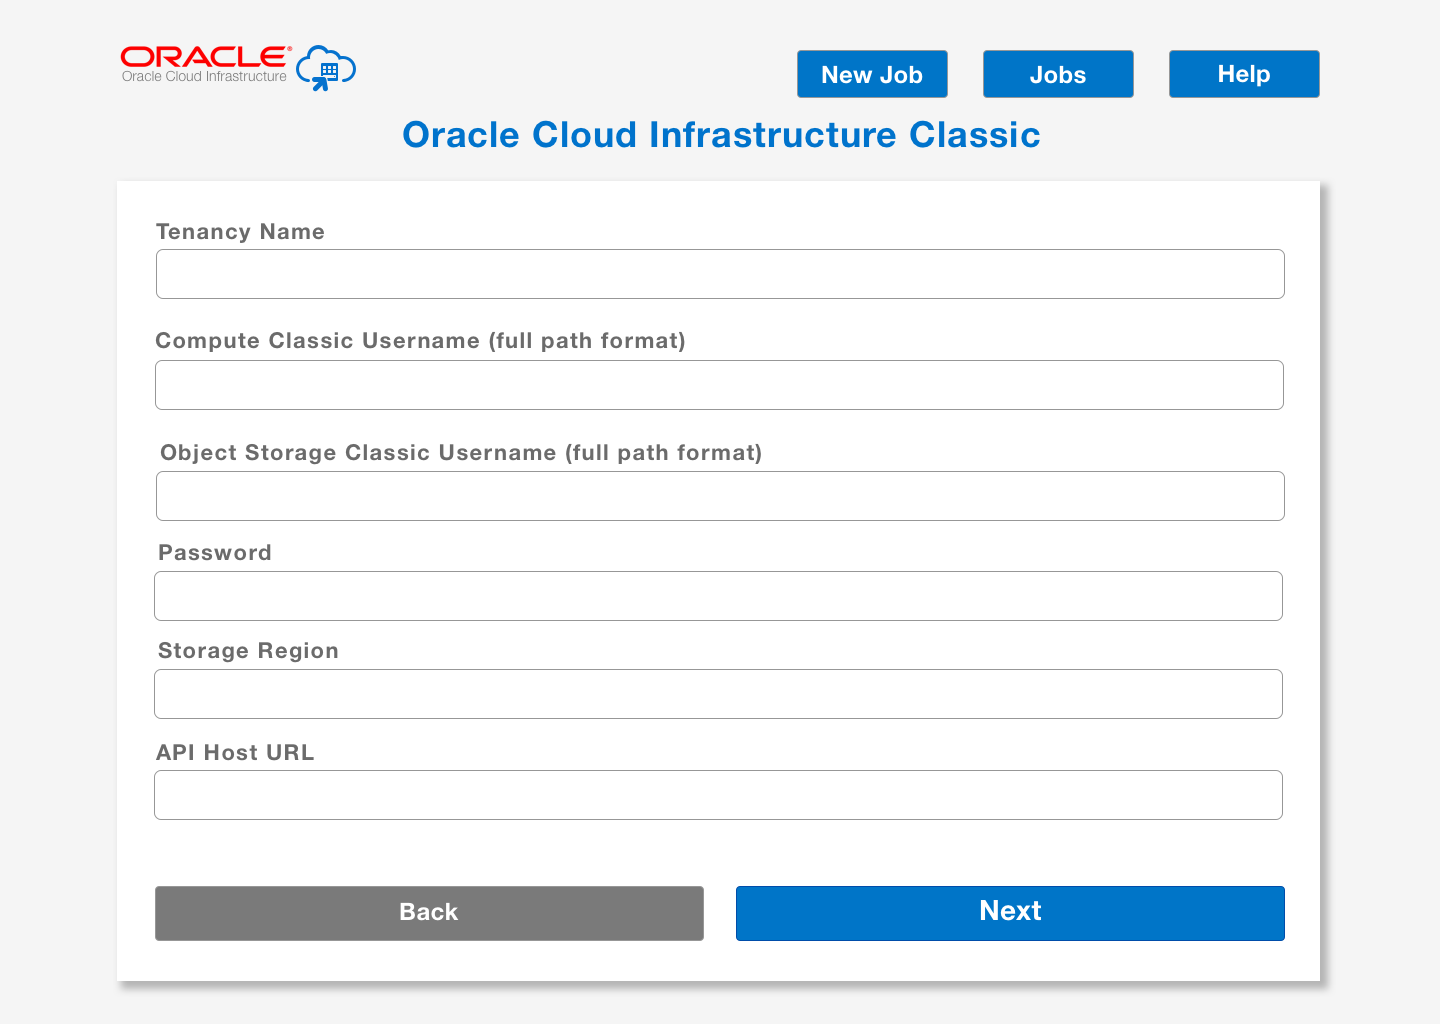 ORACLE®
Oracle Cloud Infrastructure
New Job
Jobs
Help
Oracle Cloud Infrastructure Classic
Tenancy Name
Compute Classic Username (full path format)
Object Storage Classic Username (full path format)
Password
Storage Region
API Host URL
Back
Next